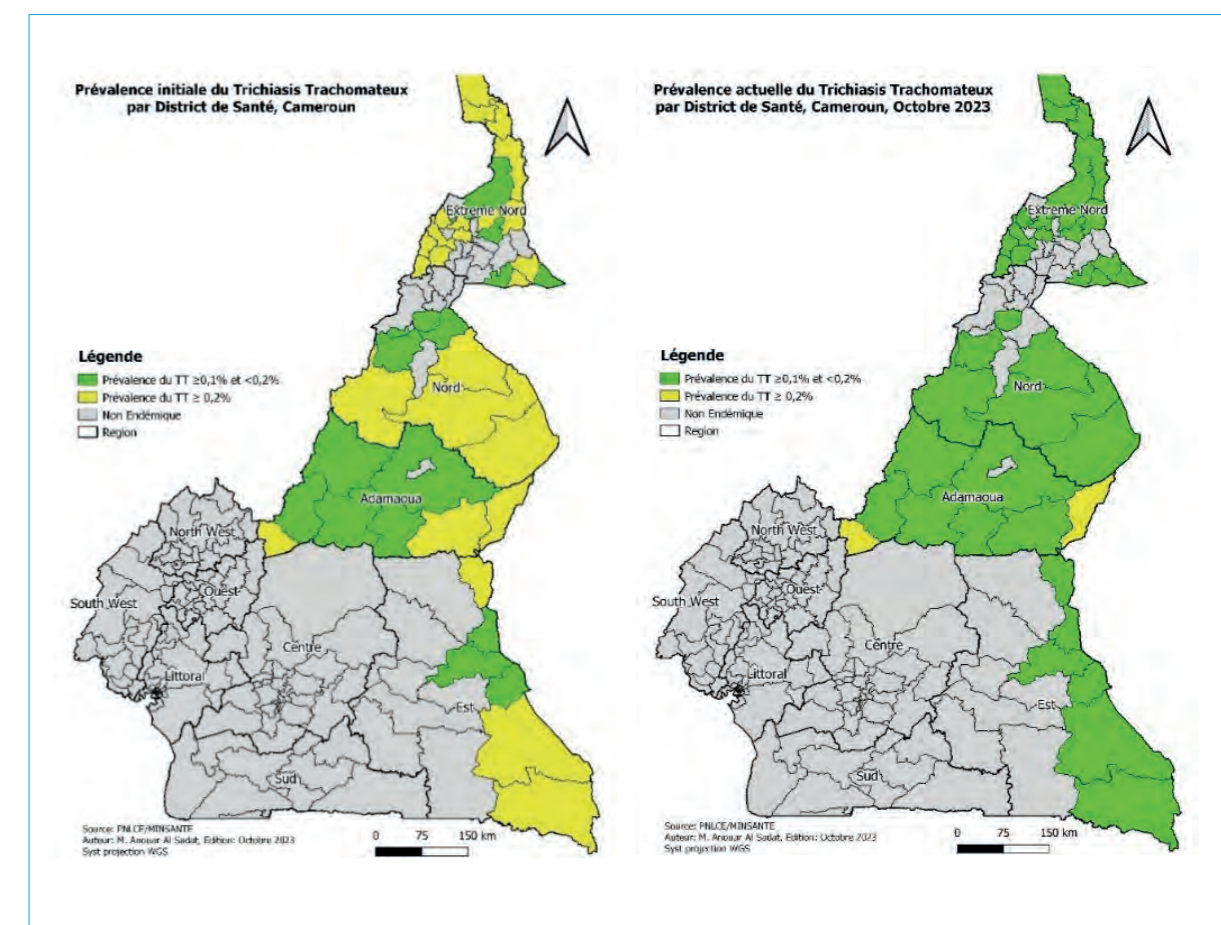 Prévalence initiale du Trichiasis Trachomateux
par District de Santé, Cameroun
Extreme Nord
Légende
Prévalence du TT ≥0,1% et <0,2%
Prévalence du TT ≥ 0,2%
Non Endémique
Region
Nord
Adamaoua
North West
Ouest
South West
Centre
Littoral
Est
Sud
Source: PNLCE/MINSANTE
Auteur: M. Anouar Al Sadat, Edition: Octobre 2023
Syst projection WGS
0 75 150 km
Prévalence actuelle du Trichiasis Trachomateux
par District de Santé, Cameroun, Octobre 2023
Extreme Nord
Légende
Prévalence du TT ≥0,1% et <0,2%
Prévalence du TT ≥ 0,2%
Non Endémique
Region
Nord
Adamaoua
North West
Ouest
South West
Centre
Littoral
Est
Sud
Source: PNLCE/MINSANTE
Auteur: M. Anouar Al Sadat, Edition: Octobre 2023
Syst projection WGS
0 75 150 km